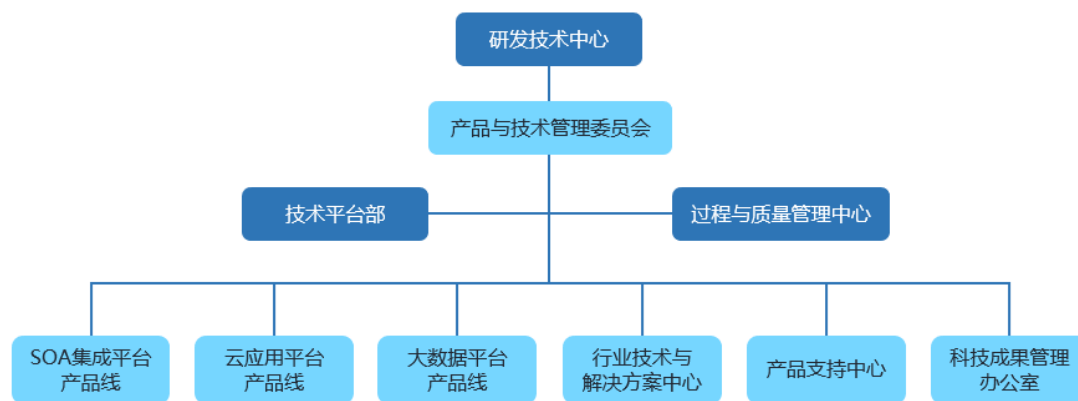 研发技术中心
产品与技术管理委员会
技术平台部
过程与质量管理中心
SOA集成平台
产品线
云应用平台
产品线
大数据平台
产品线
行业技术与
解决方案中心
产品支持中心
科技成果管理
办公室